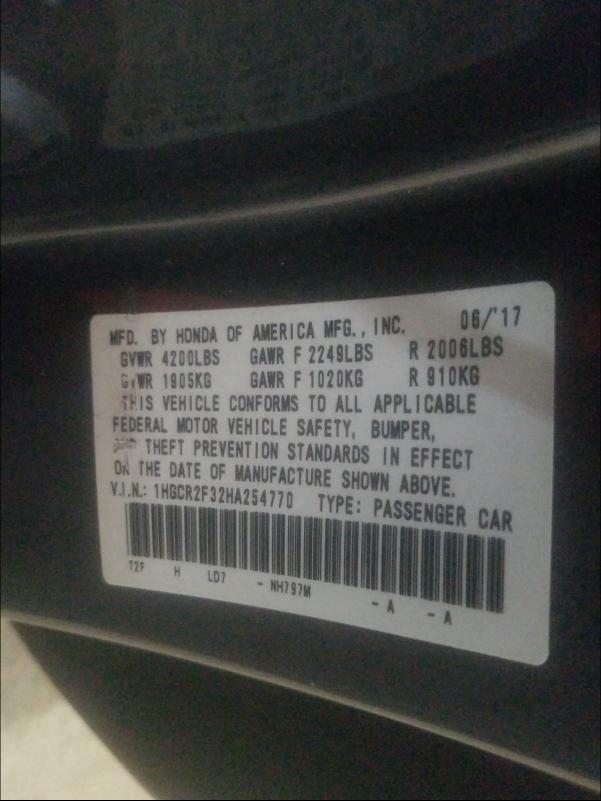 MFD. BY HONDA OF AMERICA MFG., INC. 06/'17
GVWR 4200LBS GAWR F 2249LBS R 2006LBS
GVWR 1905KG GAWR F 1020KG R 910KG
THIS VEHICLE CONFORMS TO ALL APPLICABLE
FEDERAL MOTOR VEHICLE SAFETY, BUMPER,
AND THEFT PREVENTION STANDARDS IN EFFECT
ON THE DATE OF MANUFACTURE SHOWN ABOVE.
V.I.N.: 1HGCR2F32HA254770 TYPE: PASSENGER CAR
T2F H LD7 - NH797M - A - A